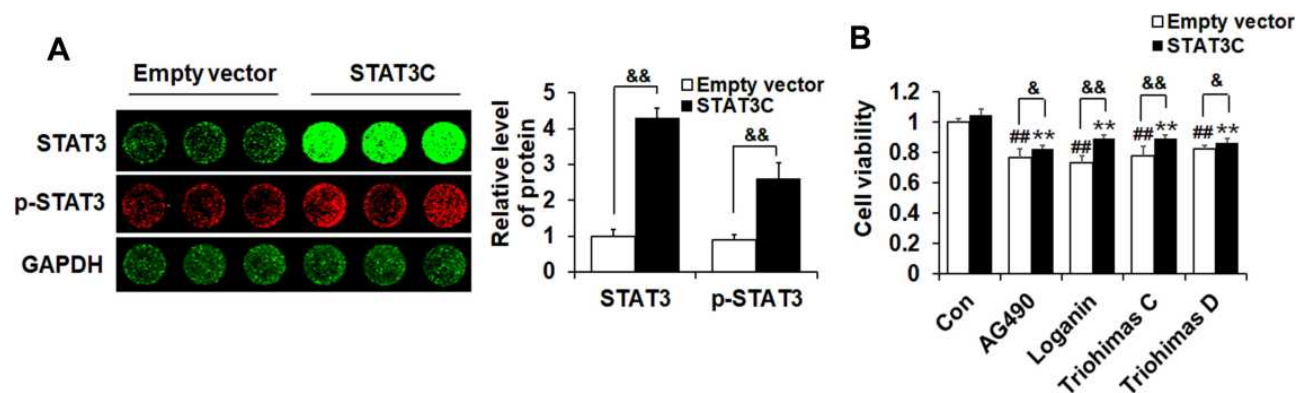 A
Empty vector STAT3C
STAT3
p-STAT3
GAPDH
Relative level
of protein
5
4
3
2
1
0
&& &&
Empty vector
STAT3C
STAT3 p-STAT3
B
Empty vector
STAT3C
Cell viability
1.2
1
0.8
0.6
0.4
0.2
0
& && && &
## ** ## ** ## ** ## **
Con
AG490
Loganin
Triohimas C
Triohimas D